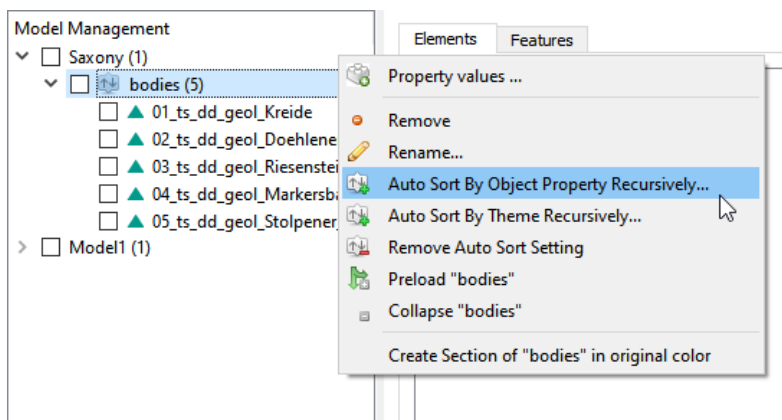 Model Management
Saxony (1)
bodies (5)
01_ts_dd_geol_Kreide
02_ts_dd_geol_Doehlene
03_ts_dd_geol_Riesenstei
04_ts_dd_geol_Markersba
05_ts_dd_geol_Stolpener_
Model1 (1)
Elements
Features
Property values ...
Remove
Rename...
Auto Sort By Object Property Recursively...
Auto Sort By Theme Recursively...
Remove Auto Sort Setting
Preload "bodies"
Collapse "bodies"
Create Section of "bodies" in original color